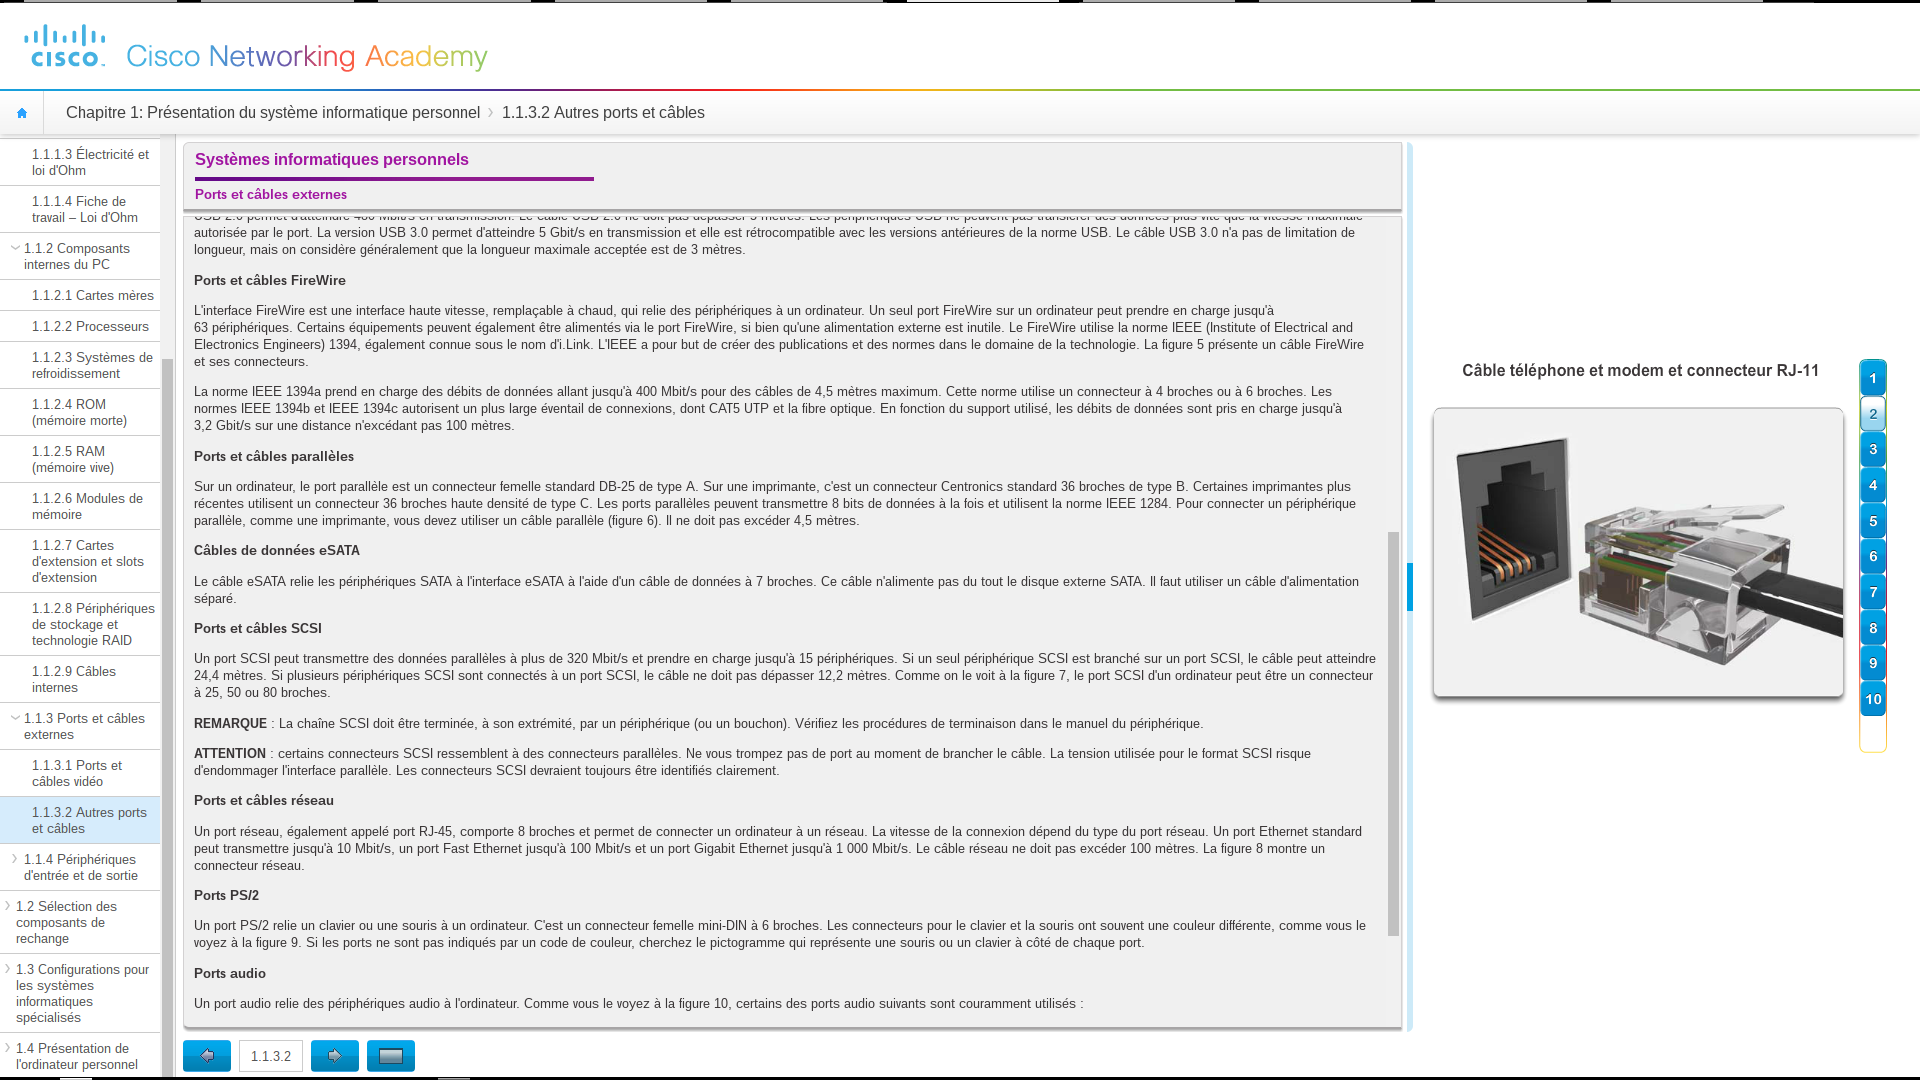 CISCO
Cisco Networking Academy
Chapitre 1: Présentation du système informatique personnel
1.1.3.2 Autres ports et câbles
1.1.1.3 Électricité et
loi d'Ohm
1.1.1.4 Fiche de
travail – Loi d'Ohm
1.1.2 Composants
internes du PC
1.1.2.1 Cartes mères
1.1.2.2 Processeurs
1.1.2.3 Systèmes de
refroidissement
1.1.2.4 ROM
(mémoire morte)
1.1.2.5 RAM
(mémoire vive)
1.1.2.6 Modules de
mémoire
1.1.2.7 Cartes
d'extension et slots
d'extension
1.1.2.8 Périphériques
de stockage et
technologie RAID
1.1.2.9 Câbles
internes
1.1.3 Ports et câbles
externes
1.1.3.1 Ports et
câbles vidéo
1.1.3.2 Autres ports
et câbles
1.1.4 Périphériques
d'entrée et de sortie
1.2 Sélection des
composants de
rechange
1.3 Configurations pour
les systèmes
informatiques
spécialisés
1.4 Présentation de
l'ordinateur personnel
Systèmes informatiques personnels
Ports et câbles externes
USB 2.0 permet d'atteindre 480 Mbit/s en transmission. Le câble USB 2.0 ne doit pas dépasser 5 mètres. Les périphériques USB ne peuvent pas transférer des données plus vite que la vitesse maximale
autorisée par le port. La version USB 3.0 permet d'atteindre 5 Gbit/s en transmission et elle est rétrocompatible avec les versions antérieures de la norme USB. Le câble USB 3.0 n'a pas de limitation de
longueur, mais on considère généralement que la longueur maximale acceptée est de 3 mètres.
Ports et câbles FireWire
L'interface FireWire est une interface haute vitesse, remplaçable à chaud, qui relie des périphériques à un ordinateur. Un seul port FireWire sur un ordinateur peut prendre en charge jusqu'à
63 périphériques. Certains équipements peuvent également être alimentés via le port FireWire, si bien qu'une alimentation externe est inutile. Le FireWire utilise la norme IEEE (Institute of Electrical and
Electronics Engineers) 1394, également connue sous le nom d'i.Link. L'IEEE a pour but de créer des publications et des normes dans le domaine de la technologie. La figure 5 présente un câble FireWire
et ses connecteurs.
La norme IEEE 1394a prend en charge des débits de données allant jusqu'à 400 Mbit/s pour des câbles de 4,5 mètres maximum. Cette norme utilise un connecteur à 4 broches ou à 6 broches. Les
normes IEEE 1394b et IEEE 1394c autorisent un plus large éventail de connexions, dont CAT5 UTP et la fibre optique. En fonction du support utilisé, les débits de données sont pris en charge jusqu'à
3,2 Gbit/s sur une distance n'excédant pas 100 mètres.
Ports et câbles parallèles
Sur un ordinateur, le port parallèle est un connecteur femelle standard DB-25 de type A. Sur une imprimante, c'est un connecteur Centronics standard 36 broches de type B. Certaines imprimantes plus
récentes utilisent un connecteur 36 broches haute densité de type C. Les ports parallèles peuvent transmettre 8 bits de données à la fois et utilisent la norme IEEE 1284. Pour connecter un périphérique
parallèle, comme une imprimante, vous devez utiliser un câble parallèle (figure 6). Il ne doit pas excéder 4,5 mètres.
Câbles de données eSATA
Le câble eSATA relie les périphériques SATA à l'interface eSATA à l'aide d'un câble de données à 7 broches. Ce câble n'alimente pas du tout le disque externe SATA. Il faut utiliser un câble d'alimentation
séparé.
Ports et câbles SCSI
Un port SCSI peut transmettre des données parallèles à plus de 320 Mbit/s et prendre en charge jusqu'à 15 périphériques. Si un seul périphérique SCSI est branché sur un port SCSI, le câble peut atteindre
24,4 mètres. Si plusieurs périphériques SCSI sont connectés à un port SCSI, le câble ne doit pas dépasser 12,2 mètres. Comme on le voit à la figure 7, le port SCSI d'un ordinateur peut être un connecteur
à 25, 50 ou 80 broches.
REMARQUE : La chaîne SCSI doit être terminée, à son extrémité, par un périphérique (ou un bouchon). Vérifiez les procédures de terminaison dans le manuel du périphérique.
ATTENTION : certains connecteurs SCSI ressemblent à des connecteurs parallèles. Ne vous trompez pas de port au moment de brancher le câble. La tension utilisée pour le format SCSI risque
d'endommager l'interface parallèle. Les connecteurs SCSI devraient toujours être identifiés clairement.
Ports et câbles réseau
Un port réseau, également appelé port RJ-45, comporte 8 broches et permet de connecter un ordinateur à un réseau. La vitesse de la connexion dépend du type du port réseau. Un port Ethernet standard
peut transmettre jusqu'à 10 Mbit/s, un port Fast Ethernet jusqu'à 100 Mbit/s et un port Gigabit Ethernet jusqu'à 1 000 Mbit/s. Le câble réseau ne doit pas excéder 100 mètres. La figure 8 montre un
connecteur réseau.
Ports PS/2
Un port PS/2 relie un clavier ou une souris à un ordinateur. C'est un connecteur femelle mini-DIN à 6 broches. Les connecteurs pour le clavier et la souris ont souvent une couleur différente, comme vous le
voyez à la figure 9. Si les ports ne sont pas indiqués par un code de couleur, cherchez le pictogramme qui représente une souris ou un clavier à côté de chaque port.
Ports audio
Un port audio relie des périphériques audio à l'ordinateur. Comme vous le voyez à la figure 10, certains des ports audio suivants sont couramment utilisés :
1.1.3.2
Câble téléphone et modem et connecteur RJ-11
1
2
3
4
5
6
7
8
9
10